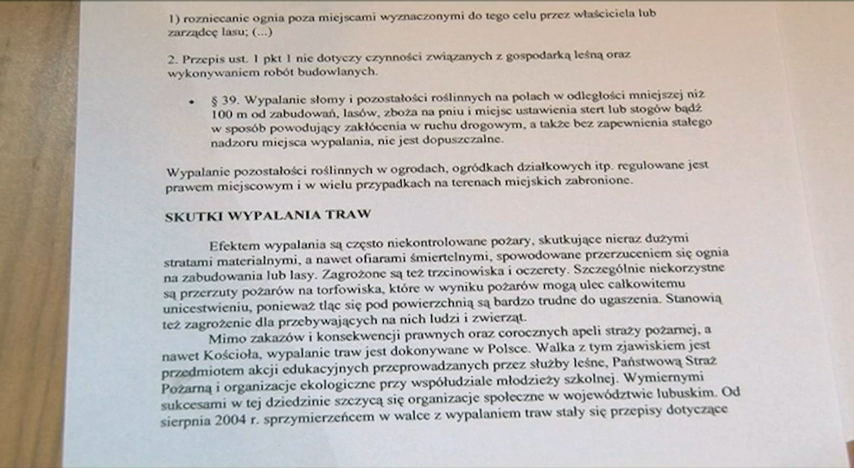 1) rozniecanie ognia poza miejscami wyznaczonymi do tego celu przez właściciela lub
zarządcę lasu; (...)
2. Przepis ust. 1 pkt 1 nie dotyczy czynności związanych z gospodarką leśną oraz
wykonywaniem robót budowlanych.
• § 39. Wypalanie słomy i pozostałości roślinnych na polach w odległości mniejszej niż
100 m od zabudowań, lasów, zboża na pniu i miejsc ustawienia stert lub stogów bądź
w sposób powodujący zakłócenia w ruchu drogowym, a także bez zapewnienia stałego
nadzoru miejsca wypalania, nie jest dopuszczalne.
Wypalanie pozostałości roślinnych w ogrodach, ogródkach działkowych itp. regulowane jest
prawem miejscowym i w wielu przypadkach na terenach miejskich zabronione.
SKUTKI WYPALANIA TRAW
Efektem wypalania są często niekontrolowane pożary, skutkujące nieraz dużymi
stratami materialnymi, a nawet ofiarami śmiertelnymi, spowodowane przerzuceniem się ognia
na zabudowania lub lasy. Zagrożone są też trzcinowiska i oczerety. Szczególnie niekorzystne
są przerzuty pożarów na torfowiska, które w wyniku pożarów mogą ulec całkowitemu
unicestwieniu, ponieważ tląc się pod powierzchnią są bardzo trudne do ugaszenia. Stanowią
też zagrożenie dla przebywających na nich ludzi i zwierząt.
Mimo zakazów i konsekwencji prawnych oraz corocznych apeli straży pożarnej, a
nawet Kościoła, wypalanie traw jest dokonywane w Polsce. Walka z tym zjawiskiem jest
przedmiotem akcji edukacyjnych przeprowadzanych przez służby leśne, Państwową Straż
Pożarną i organizacje ekologiczne przy współudziale młodzieży szkolnej. Wymiernymi
sukcesami w tej dziedzinie szczycą się organizacje społeczne w województwie lubuskim. Od
sierpnia 2004 r. sprzymierzeńcem w walce z wypalaniem traw stały się przepisy dotyczące